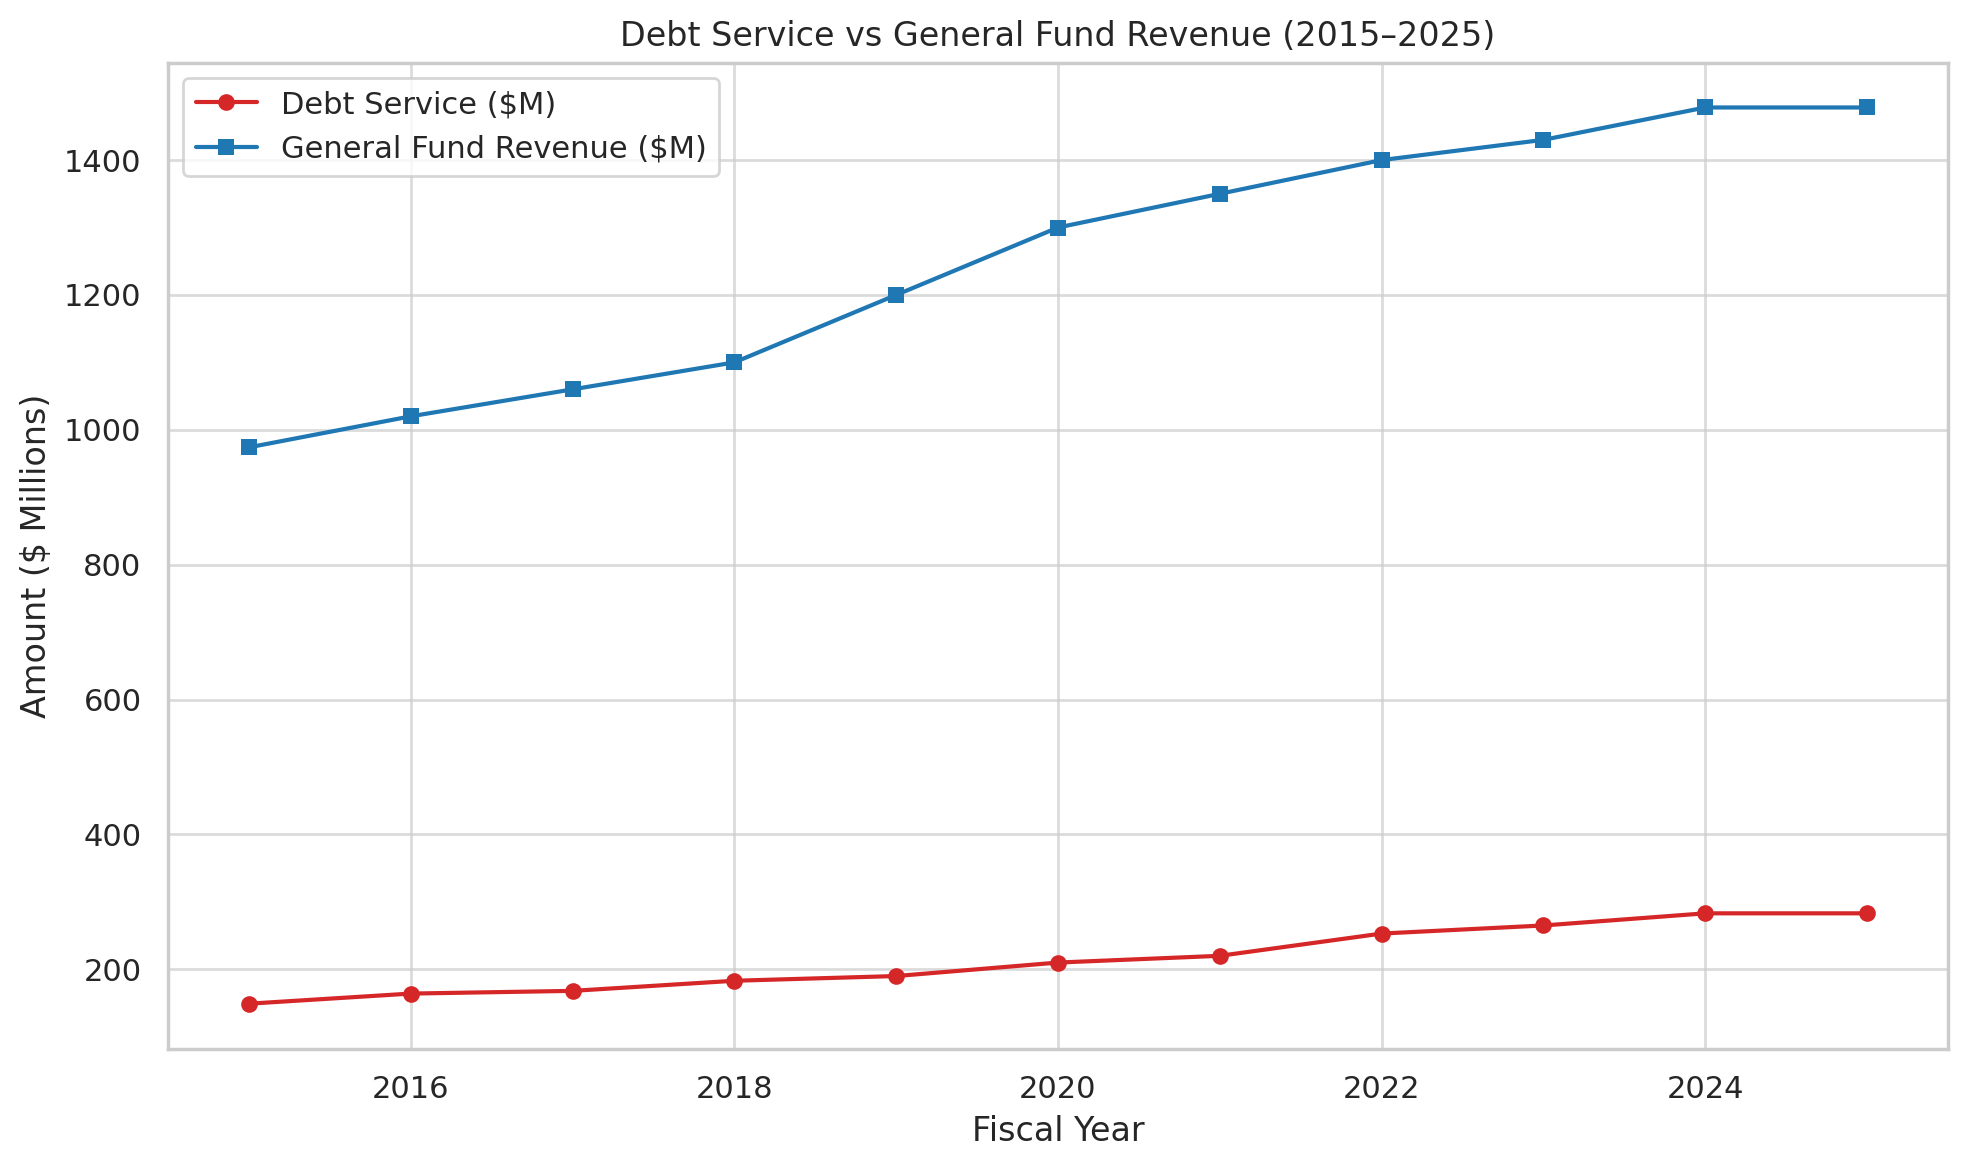 Debt Service vs General Fund Revenue (2015–2025)
Debt Service ($M)
General Fund Revenue ($M)
Amount ($ Millions)
1400
1200
1000
800
600
400
200
2016
2018
2020
2022
2024
Fiscal Year